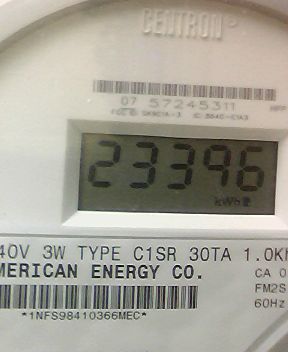 CENTRON
07 57245311
23396
kWh
40V 3W TYPE C1SR 30TA 1.0Kh
MERICAN ENERGY CO.
CA 0
FM2S
60Hz
*1NFS98410366MEC*